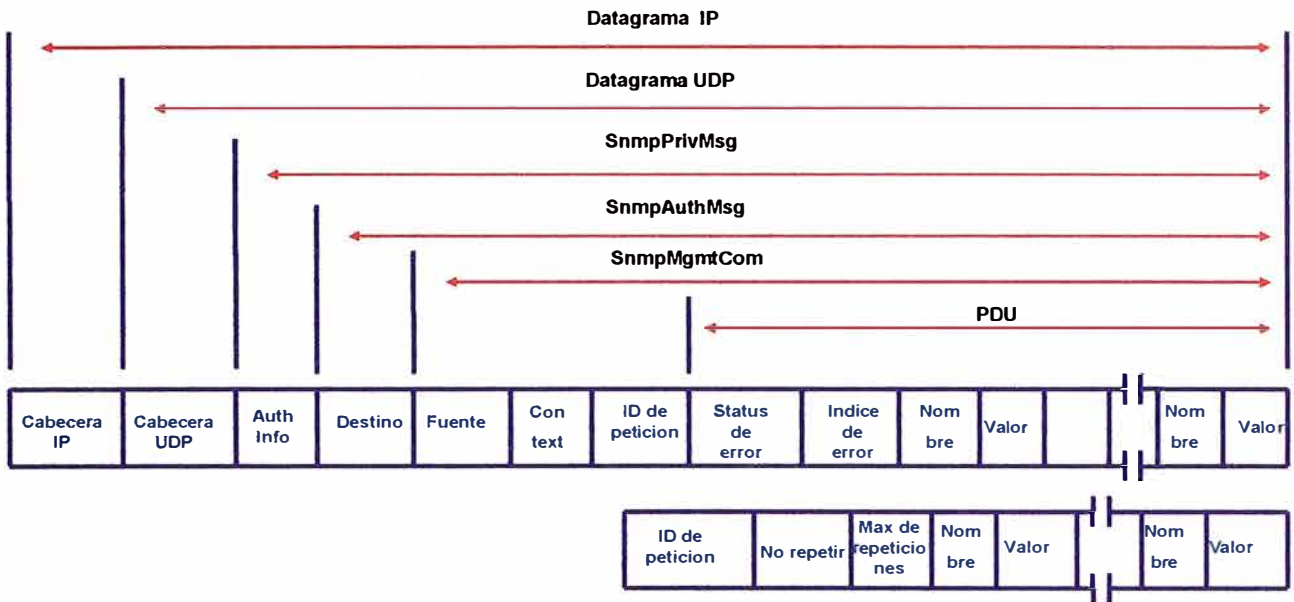 Datagrama IP
Datagrama UDP
SnmpPrivMsg
SnmpAuthMsg
SnmpMgmtCom
PDU
Cabecera
IP
Cabecera
UDP
Auth
Info
Destino
Fuente
Con
text
ID de
peticion
Status
de
error
Indice
de
error
Nom
bre
Valor
Nom
bre
Valor
ID de
peticion
No repetir
Max de
repeticio
nes
Nom
bre
Valor
Nom
bre
Valor